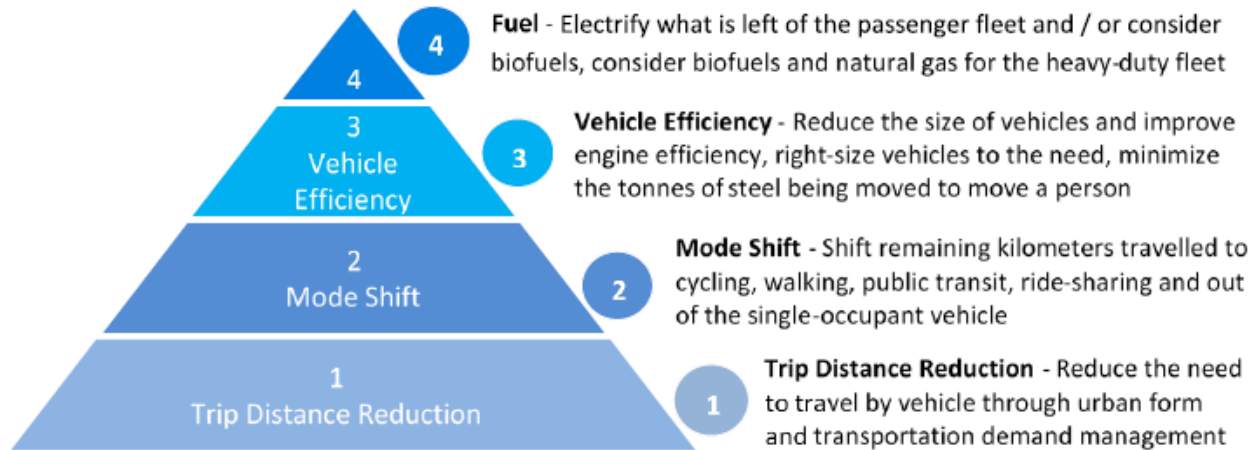 4
4
Fuel - Electrify what is left of the passenger fleet and / or consider
biofuels, consider biofuels and natural gas for the heavy-duty fleet
3
Vehicle
Efficiency
3
Vehicle Efficiency - Reduce the size of vehicles and improve
engine efficiency, right-size vehicles to the need, minimize
the tonnes of steel being moved to move a person
2
Mode Shift
2
Mode Shift - Shift remaining kilometers travelled to
cycling, walking, public transit, ride-sharing and out
of the single-occupant vehicle
1
Trip Distance Reduction
1
Trip Distance Reduction - Reduce the need
to travel by vehicle through urban form
and transportation demand management